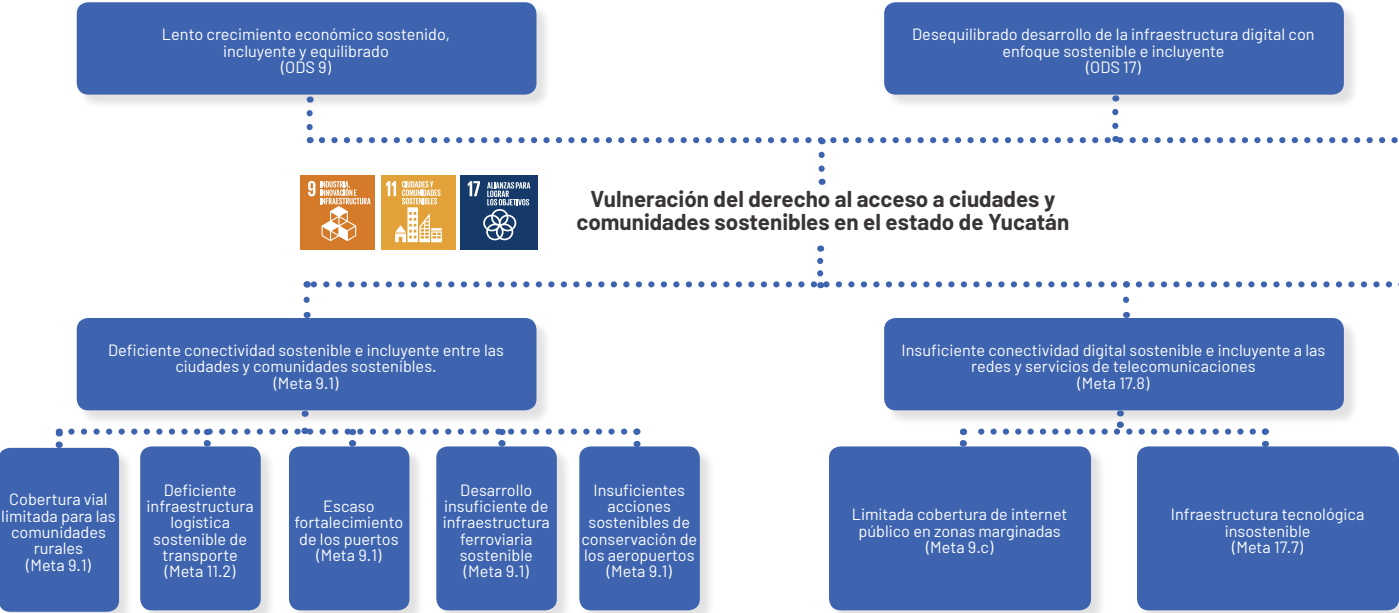 Lento crecimiento económico sostenido,
incluyente y equilibrado
(ODS 9)
Desequilibrado desarrollo de la infraestructura digital con
enfoque sostenible e incluyente
(ODS 17)
9 INDUSTRIA,
INNOVACIÓN E
INFRAESTRUCTURA
11 CIUDADES Y
COMUNIDADES
SOSTENIBLES
17 ALIANZAS PARA
LOGRAR
LOS OBJETIVOS
Vulneración del derecho al acceso a ciudades y
comunidades sostenibles en el estado de Yucatán
Deficiente conectividad sostenible e incluyente entre las
ciudades y comunidades sostenibles.
(Meta 9.1)
Insuficiente conectividad digital sostenible e incluyente a las
redes y servicios de telecomunicaciones
(Meta 17.8)
Cobertura vial
limitada para las
comunidades
rurales
(Meta 9.1)
Deficiente
infraestructura
logística
sostenible de
transporte
(Meta 11.2)
Escaso
fortalecimiento
de los puertos
(Meta 9.1)
Desarrollo
insuficiente de
infraestructura
ferroviaria
sostenible
(Meta 9.1)
Insuficientes
acciones
sostenibles de
conservación de
los aeropuertos
(Meta 9.1)
Limitada cobertura de internet
público en zonas marginadas
(Meta 9.c)
Infraestructura tecnológica
insostenible
(Meta 17.7)